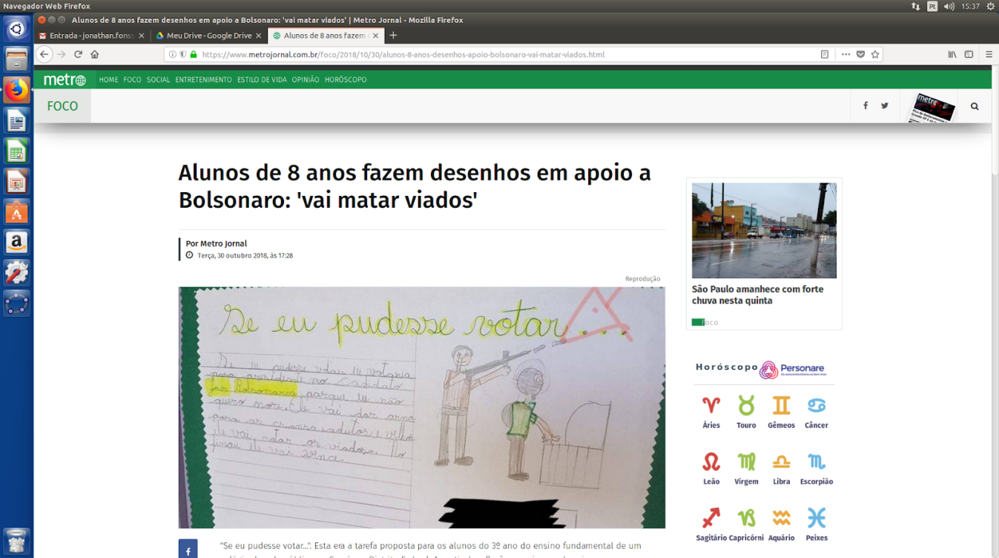 Navegador Web Firefox
Pt
15:37
Alunos de 8 anos fazem desenhos em apoio a Bolsonaro: 'vai matar viados' | Metro Jornal - Mozilla Firefox
Entrada - jonathan.fons
Meu Drive - Google Drive
Alunos de 8 anos fazem
https://www.metrojornal.com.br/foco/2018/10/30/alunos-8-anos-desenhos-apoio-bolsonaro-vai-matar-viados.html
metro
HOME FOCO SOCIAL ENTRETENIMENTO ESTILO DE VIDA OPINIÃO HORÓSCOPO
FOCO
metro
Alunos de 8 anos fazem desenhos em apoio a
Bolsonaro: 'vai matar viados'
Por Metro Jornal
Terça, 30 outubro 2018, às 17:28
Reprodução
Se eu pudesse votar...
Se eu pudese votar eu votaria
para presidente no Candidato
Jair Bolsonaro porque eu não
quero more. Ele vai dar arma
para as criansa, adutos e velho
ele vai matar os viados. No
finau ele vai vence.
"Se eu pudesse votar...". Esta era a tarefa proposta para os alunos do 3º ano do ensino fundamental de um
São Paulo amanhece com forte
chuva nesta quinta
Foco
Horóscopo
Personare
Áries Touro Gêmeos Câncer
Leão Virgem Libra Escorpião
Sagitário Capricórni Aquário Peixes